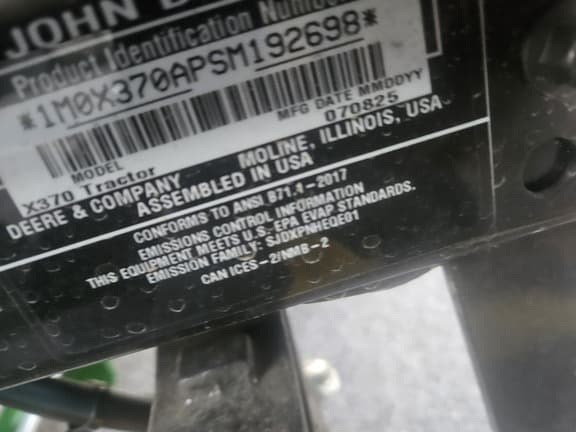 JOHN D
Product Identification Number
*1M0X370APSM192698*
MFG DATE MMDDYY
070825
MODEL
X370 Tractor
DEERE & COMPANY MOLINE, ILLINOIS, USA
ASSEMBLED IN USA
CONFORMS TO ANSI B71.1-2017
EMISSIONS CONTROL INFORMATION
THIS EQUIPMENT MEETS U.S. EPA EVAP STANDARDS.
EMISSION FAMILY: SJDXPNHEQE01
CAN ICES-2/NMB-2